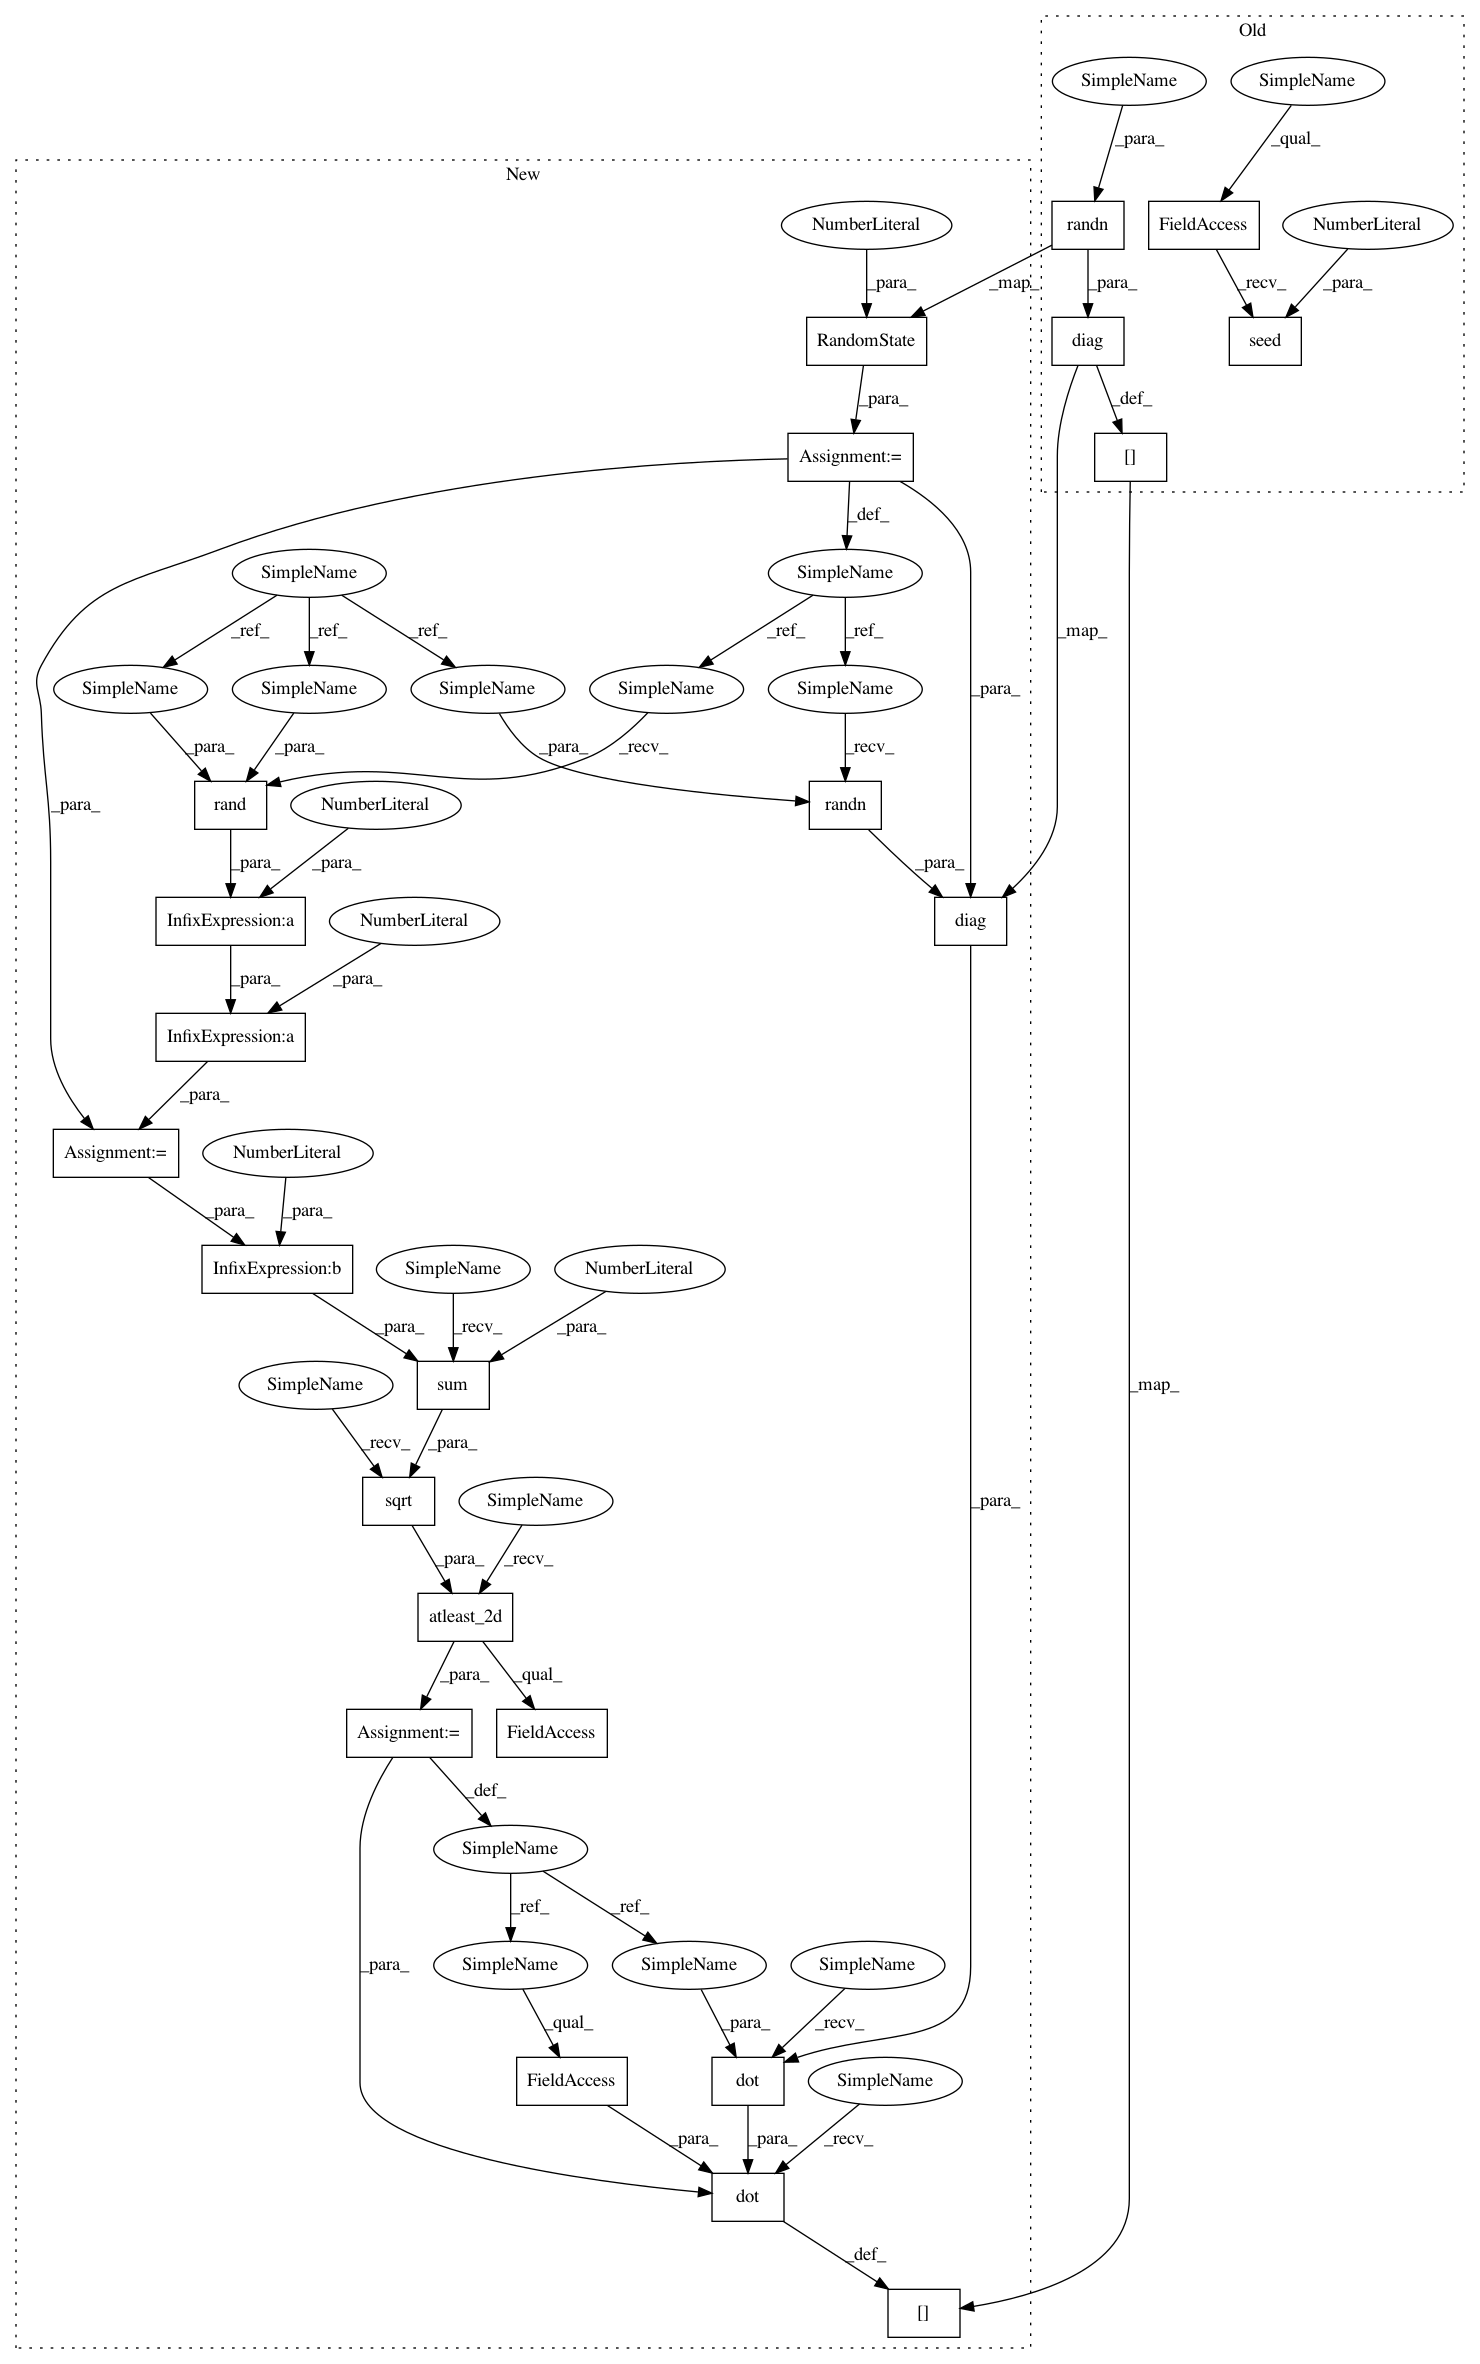 Old
SimpleName
SimpleName
_para_
_qual_
New
NumberLiteral
randn
FieldAccess
NumberLiteral
_para_
_map_
_para_
_recv_
_para_
RandomState
diag
seed
_para_
_def_
Assignment:=
[]
_def_
SimpleName
SimpleName
_ref_
_ref_
_ref_
_ref_
_ref_
_map_
SimpleName
SimpleName
SimpleName
SimpleName
SimpleName
_para_
_para_
_para_
_para_
_recv_
_recv_
_para_
rand
NumberLiteral
randn
_para_
_para_
_para_
InfixExpression:a
NumberLiteral
diag
_para_
_para_
InfixExpression:a
_para_
Assignment:=
NumberLiteral
_para_
_para_
InfixExpression:b
SimpleName
NumberLiteral
_para_
_recv_
_para_
SimpleName
sum
_map_
_recv_
_para_
sqrt
SimpleName
_para_
_para_
_recv_
atleast_2d
_para_
_qual_
Assignment:=
FieldAccess
_def_
SimpleName
_ref_
_ref_
_para_
SimpleName
SimpleName
SimpleName
_qual_
_para_
_recv_
FieldAccess
dot
SimpleName
_para_
_para_
_recv_
dot
_def_
[]